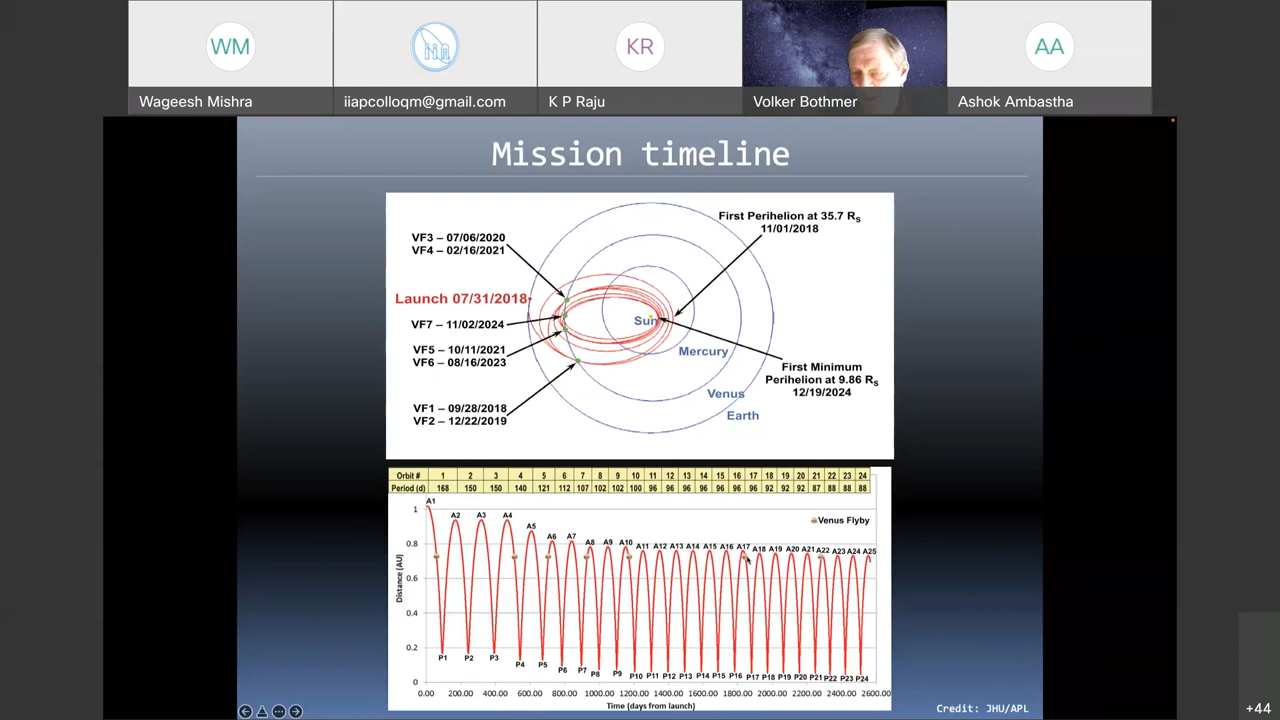 WM
KR
AA
Wageesh Mishra
iiapcolloqm@gmail.com
K P Raju
Volker Bothmer
Ashok Ambastha
Mission timeline
First Perihelion at 35.7 RS
11/01/2018
VF3 – 07/06/2020
VF4 – 02/16/2021
Launch 07/31/2018
VF7 – 11/02/2024
VF5 – 10/11/2021
VF6 – 08/16/2023
VF1 – 09/28/2018
VF2 – 12/22/2019
Sun
Mercury
Venus
Earth
First Minimum
Perihelion at 9.86 RS
12/19/2024
Orbit # 1 2 3 4 5 6 7 8 9 10 11 12 13 14 15 16 17 18 19 20 21 22 23 24
Period (d) 168 150 150 140 121 112 107 102 102 100 96 96 96 96 96 96 96 92 92 92 87 88 88 88
Venus Flyby
A1 A2 A3 A4 A5 A6 A7 A8 A9 A10 A11 A12 A13 A14 A15 A16 A17 A18 A19 A20 A21 A22 A23 A24 A25
1
0.8
0.6
0.4
0.2
0
Distance (AU)
P1 P2 P3 P4 P5 P6 P7 P8 P9 P10 P11 P12 P13 P14 P15 P16 P17 P18 P19 P20 P21 P22 P23 P24
0.00 200.00 400.00 600.00 800.00 1000.00 1200.00 1400.00 1600.00 1800.00 2000.00 2200.00 2400.00 2600.00
Time (days from launch)
Credit: JHU/APL
+44